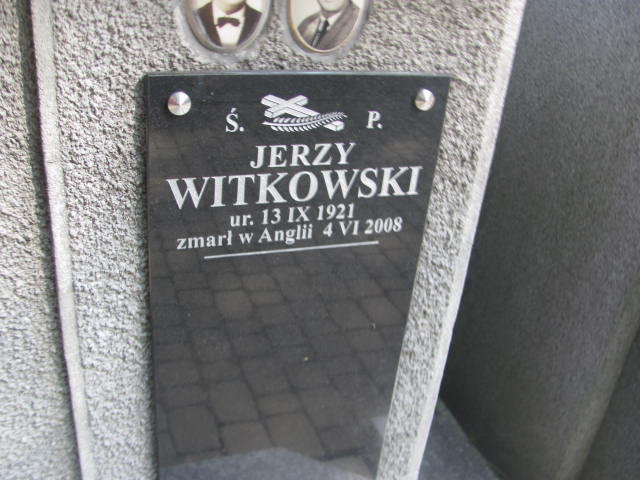 Ś. P.
JERZY
WITKOWSKI
ur. 13 IX 1921
zmarł w Anglii 4 VI 2008